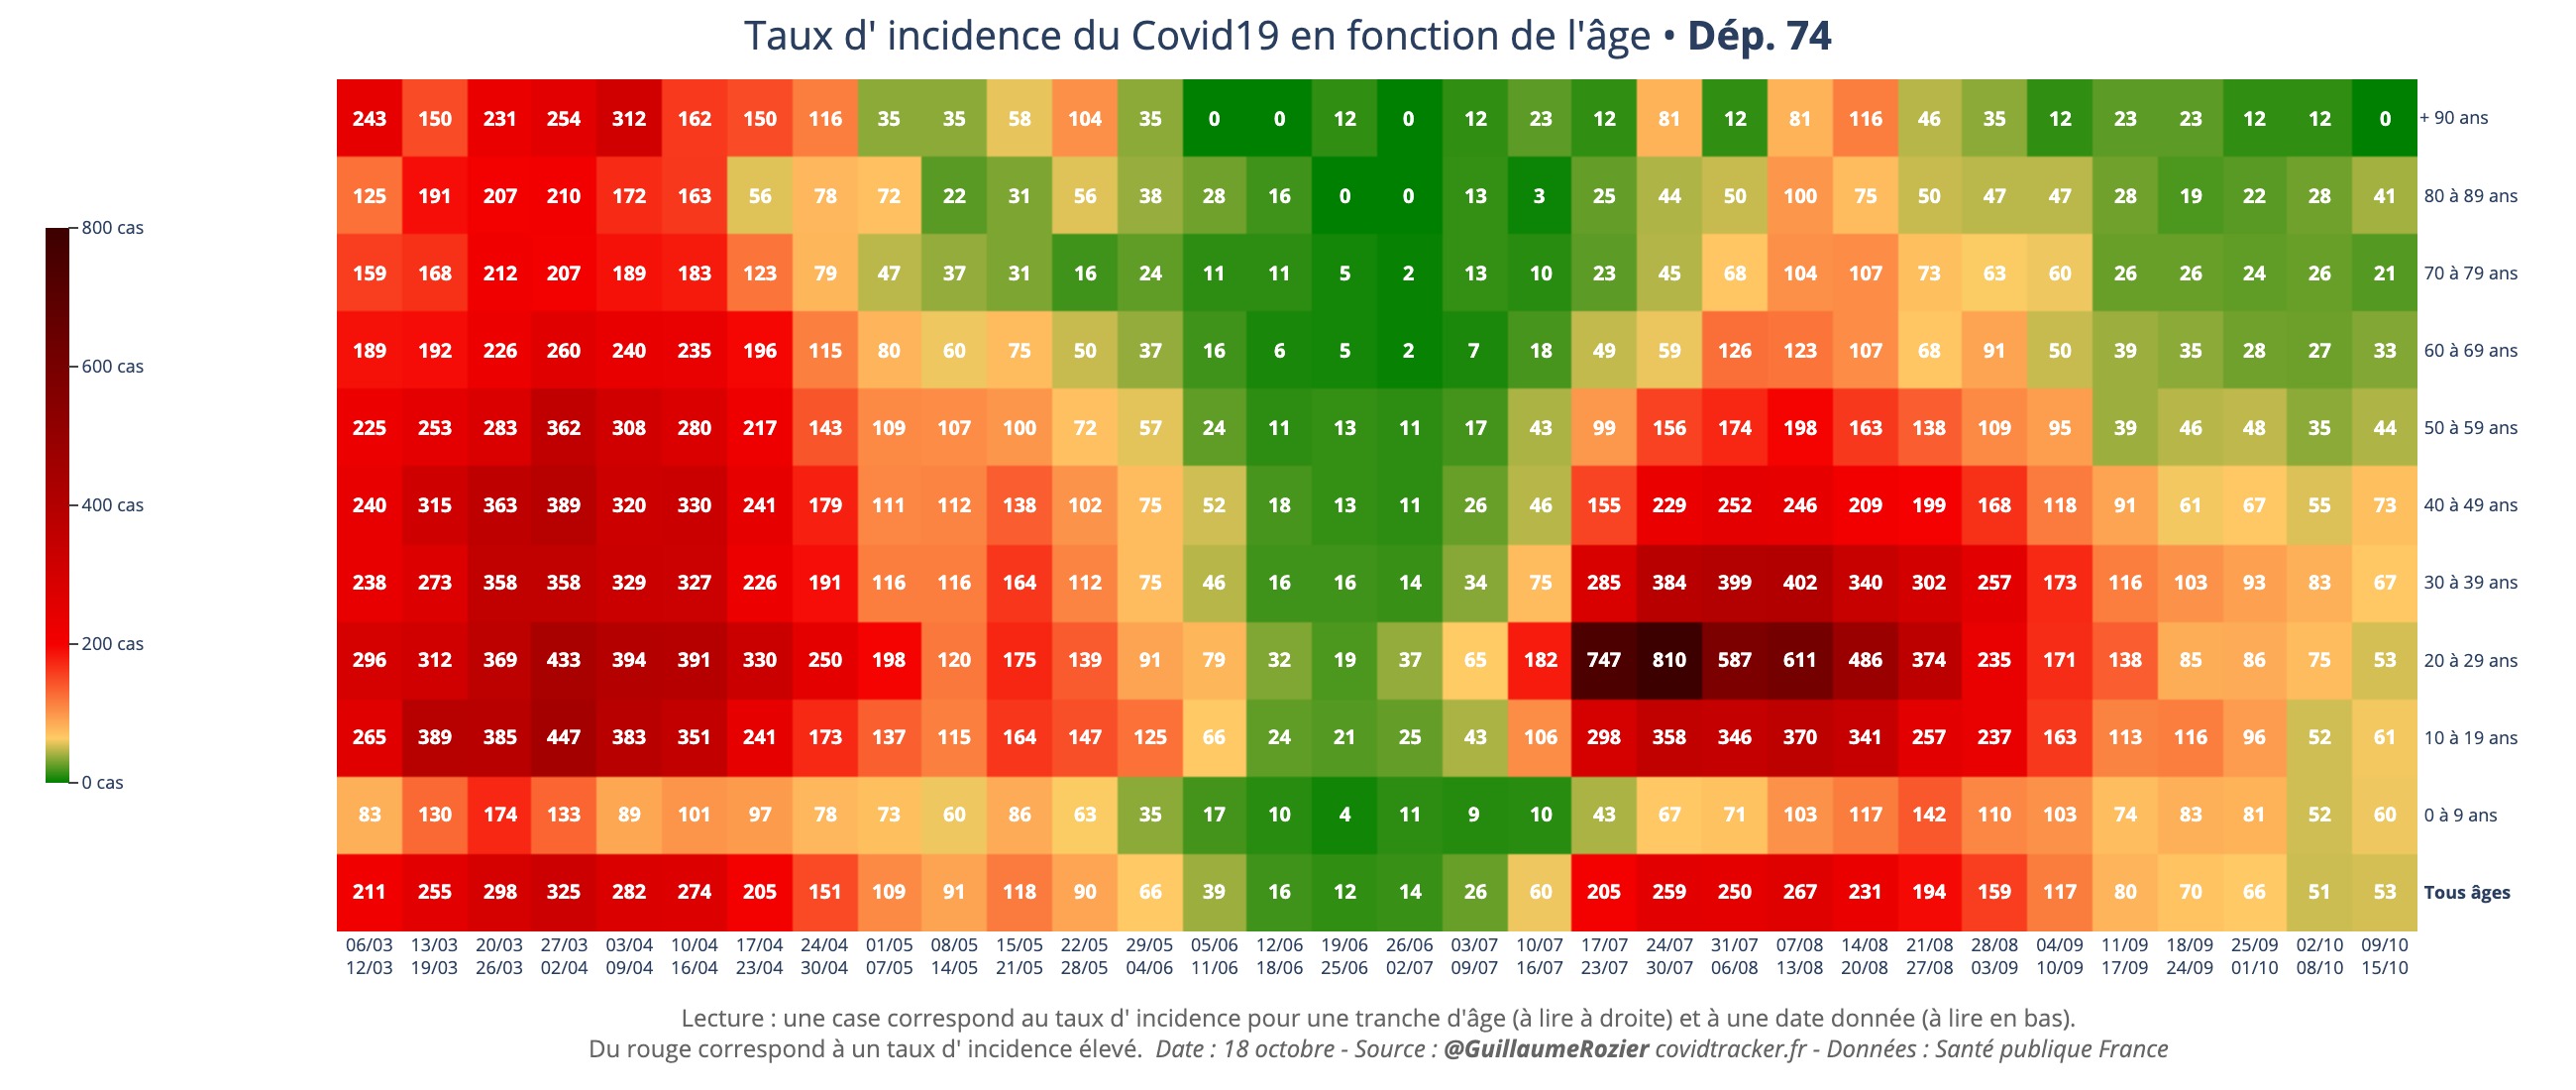 Taux d' incidence du Covid19 en fonction de l'âge • Dép. 74
243 150 231 254 312 162 150 116 35 35 58 104 35 0 0 12 0 12 23 12 81 12 81 116 46 35 12 23 23 12 12 0 + 90 ans
125 191 207 210 172 163 56 78 72 22 31 56 38 28 16 0 0 13 3 25 44 50 100 75 50 47 47 28 19 22 28 41 80 à 89 ans
800 cas
159 168 212 207 189 183 123 79 47 37 31 16 24 11 11 5 2 13 10 23 45 68 104 107 73 63 60 26 26 24 26 21 70 à 79 ans
189 192 226 260 240 235 196 115 80 60 75 50 37 16 6 5 2 7 18 49 59 126 123 107 68 91 50 39 35 28 27 33 60 à 69 ans
600 cas
225 253 283 362 308 280 217 143 109 107 100 72 57 24 11 13 11 17 43 99 156 174 198 163 138 109 95 39 46 48 35 44 50 à 59 ans
400 cas
240 315 363 389 320 330 241 179 111 112 138 102 75 52 18 13 11 26 46 155 229 252 246 209 199 168 118 91 61 67 55 73 40 à 49 ans
238 273 358 358 329 327 226 191 116 116 164 112 75 46 16 16 14 34 75 285 384 399 402 340 302 257 173 116 103 93 83 67 30 à 39 ans
200 cas
296 312 369 433 394 391 330 250 198 120 175 139 91 79 32 19 37 65 182 747 810 587 611 486 374 235 171 138 85 86 75 53 20 à 29 ans
265 389 385 447 383 351 241 173 137 115 164 147 125 66 24 21 25 43 106 298 358 346 370 341 257 237 163 113 116 96 52 61 10 à 19 ans
0 cas
83 130 174 133 89 101 97 78 73 60 86 63 35 17 10 4 11 9 10 43 67 71 103 117 142 110 103 74 83 81 52 60 0 à 9 ans
211 255 298 325 282 274 205 151 109 91 118 90 66 39 16 12 14 26 60 205 259 250 267 231 194 159 117 80 70 66 51 53 Tous âges
06/03 13/03 20/03 27/03 03/04 10/04 17/04 24/04 01/05 08/05 15/05 22/05 29/05 05/06 12/06 19/06 26/06 03/07 10/07 17/07 24/07 31/07 07/08 14/08 21/08 28/08 04/09 11/09 18/09 25/09 02/10 09/10
12/03 19/03 26/03 02/04 09/04 16/04 23/04 30/04 07/05 14/05 21/05 28/05 04/06 11/06 18/06 25/06 02/07 09/07 16/07 23/07 30/07 06/08 13/08 20/08 27/08 03/09 10/09 17/09 24/09 01/10 08/10 15/10
Lecture : une case correspond au taux d' incidence pour une tranche d'âge (à lire à droite) et à une date donnée (à lire en bas).
Du rouge correspond à un taux d' incidence élevé. Date : 18 octobre - Source : @GuillaumeRozier covidtracker.fr - Données : Santé publique France